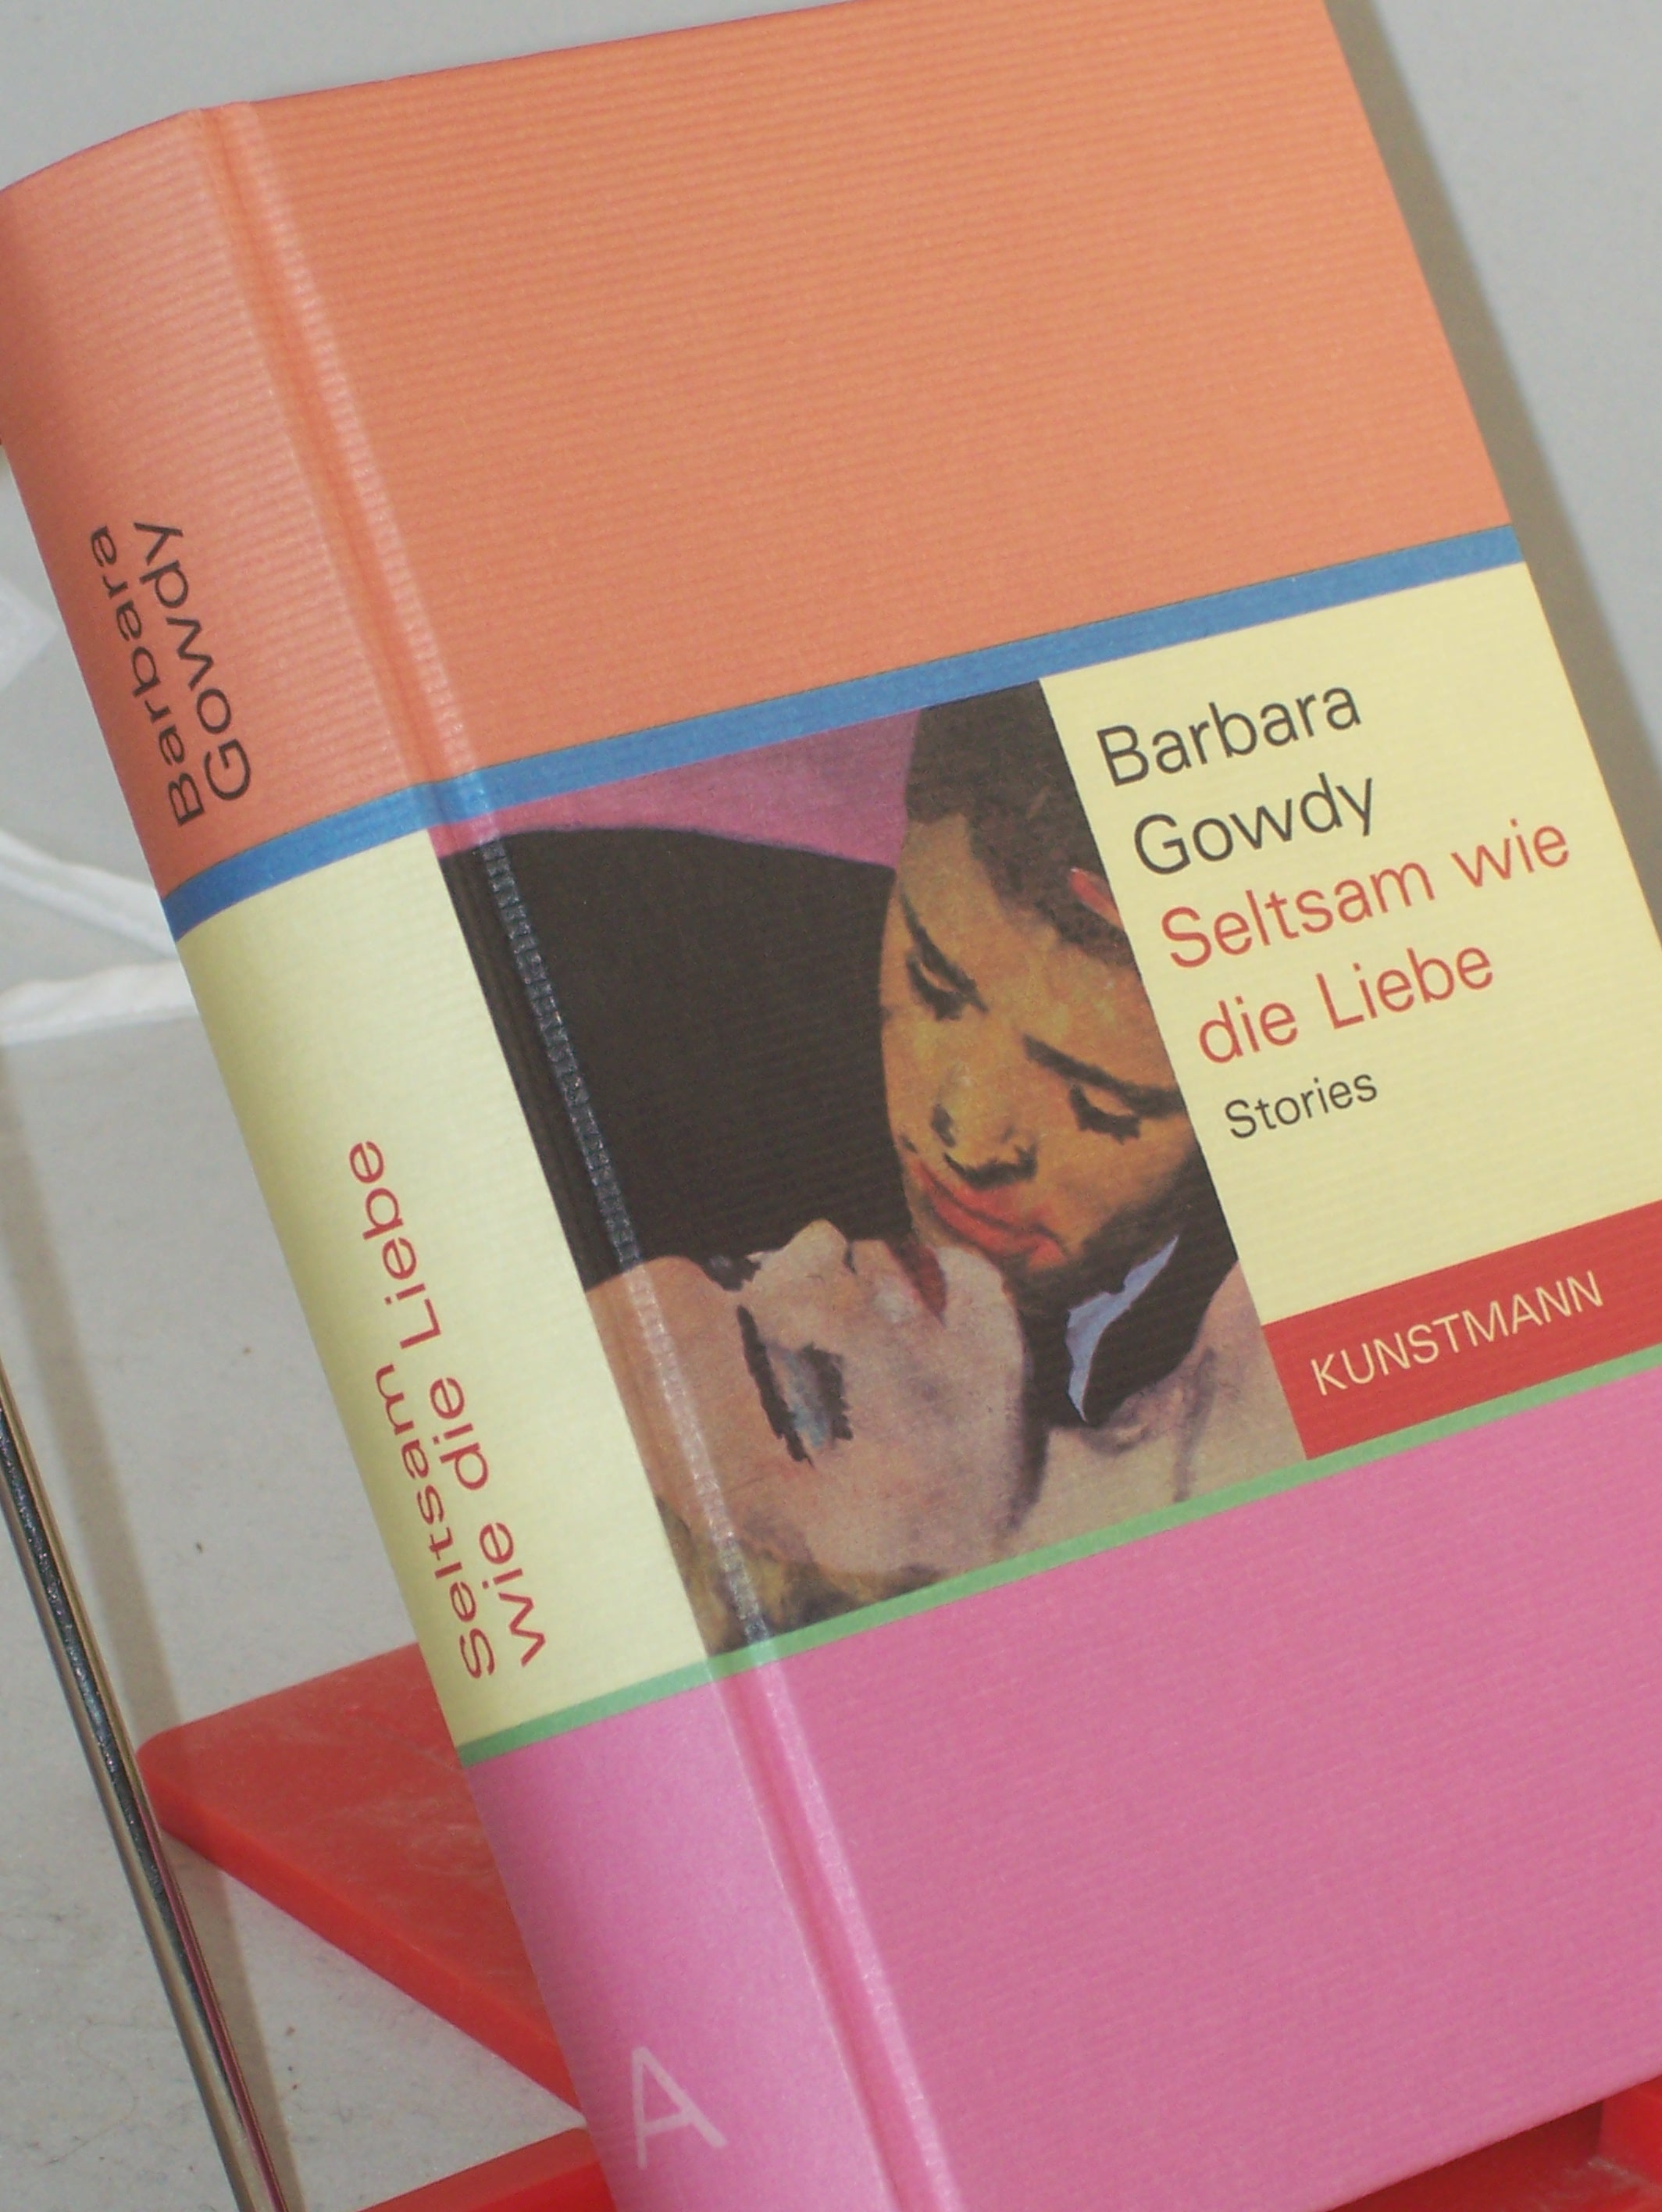 Barbara
Gowdy
Seltsam
wie die Liebe
A
Barbara
Gowdy
Seltsam wie
die Liebe
Stories
KUNSTMANN